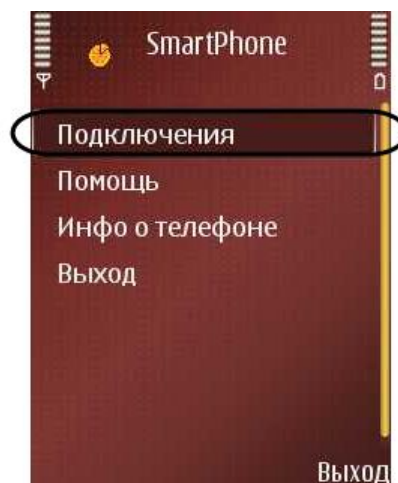 SmartPhone
Подключения
Помощь
Инфо о телефоне
Выход
Выход